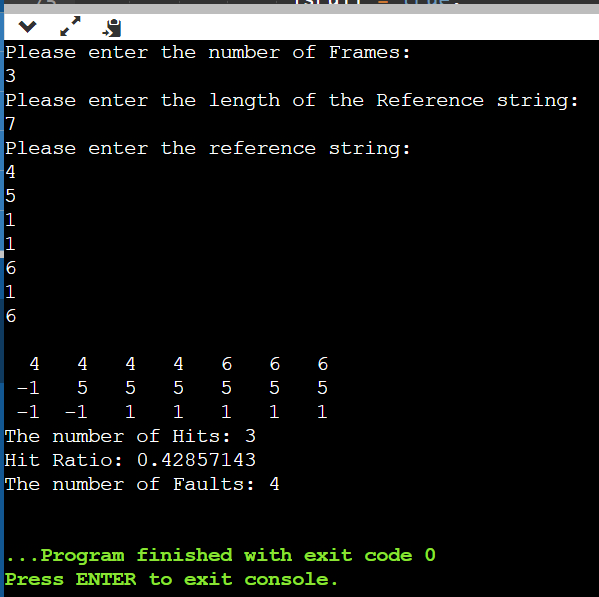 Please enter the number of Frames:
3
Please enter the length of the Reference string:
7
Please enter the reference string:
4
5
1
1
6
1
6
4 4 4 4 6 6 6
-1 5 5 5 5 5 5
-1 -1 1 1 1 1 1
The number of Hits: 3
Hit Ratio: 0.42857143
The number of Faults: 4
...Program finished with exit code 0
Press ENTER to exit console.